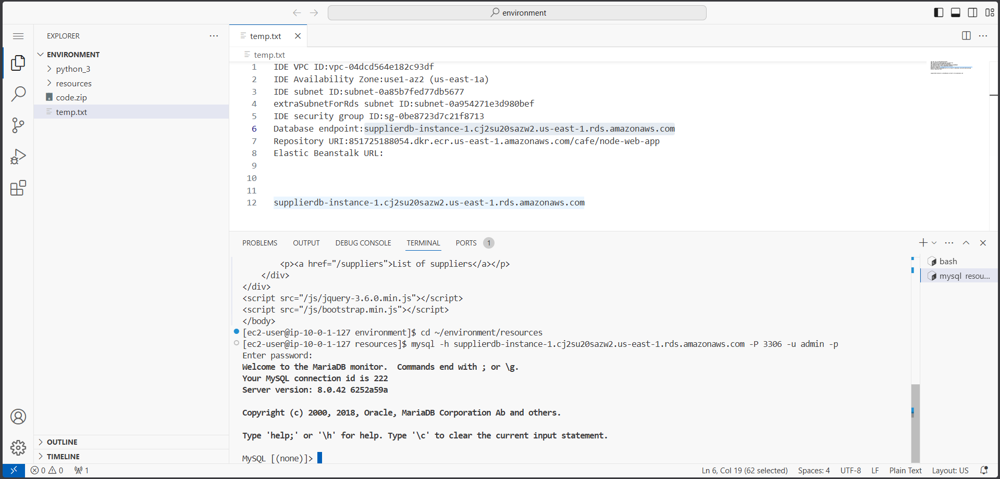 environment
EXPLORER
ENVIRONMENT
python_3
resources
code.zip
temp.txt
OUTLINE
TIMELINE
temp.txt
temp.txt
1 IDE VPC ID:vpc-04dcd564e182c93df
2 IDE Availability Zone:use1-az2 (us-east-1a)
3 IDE subnet ID:subnet-0a85b7fed77db5677
4 extraSubnetForRds subnet ID:subnet-0a954271e3d980bef
5 IDE security group ID:sg-0be8723d7c21f8713
6 Database endpoint:supplierdb-instance-1.cj2su20sazw2.us-east-1.rds.amazonaws.com
7 Repository URI:851725188054.dkr.ecr.us-east-1.amazonaws.com/cafe/node-web-app
8 Elastic Beanstalk URL:
9
10
11
12 supplierdb-instance-1.cj2su20sazw2.us-east-1.rds.amazonaws.com
PROBLEMS OUTPUT DEBUG CONSOLE TERMINAL PORTS 1
<p><a href="/suppliers">List of suppliers</a></p>
</div>
</div>
<script src="/js/jquery-3.6.0.min.js"></script>
<script src="/js/bootstrap.min.js"></script>
</body>
[ec2-user@ip-10-0-1-127 environment]$ cd ~/environment/resources
[ec2-user@ip-10-0-1-127 resources]$ mysql -h supplierdb-instance-1.cj2su20sazw2.us-east-1.rds.amazonaws.com -P 3306 -u admin -p
Enter password:
Welcome to the MariaDB monitor.  Commands end with ; or \g.
Your MySQL connection id is 222
Server version: 8.0.42 6252a59a
Copyright (c) 2000, 2018, Oracle, MariaDB Corporation Ab and others.
Type 'help;' or '\h' for help. Type '\c' to clear the current input statement.
MySQL [(none)]>
bash
mysql resou...
0 0 1
Ln 6, Col 19 (62 selected) Spaces: 4 UTF-8 LF Plain Text Layout: US